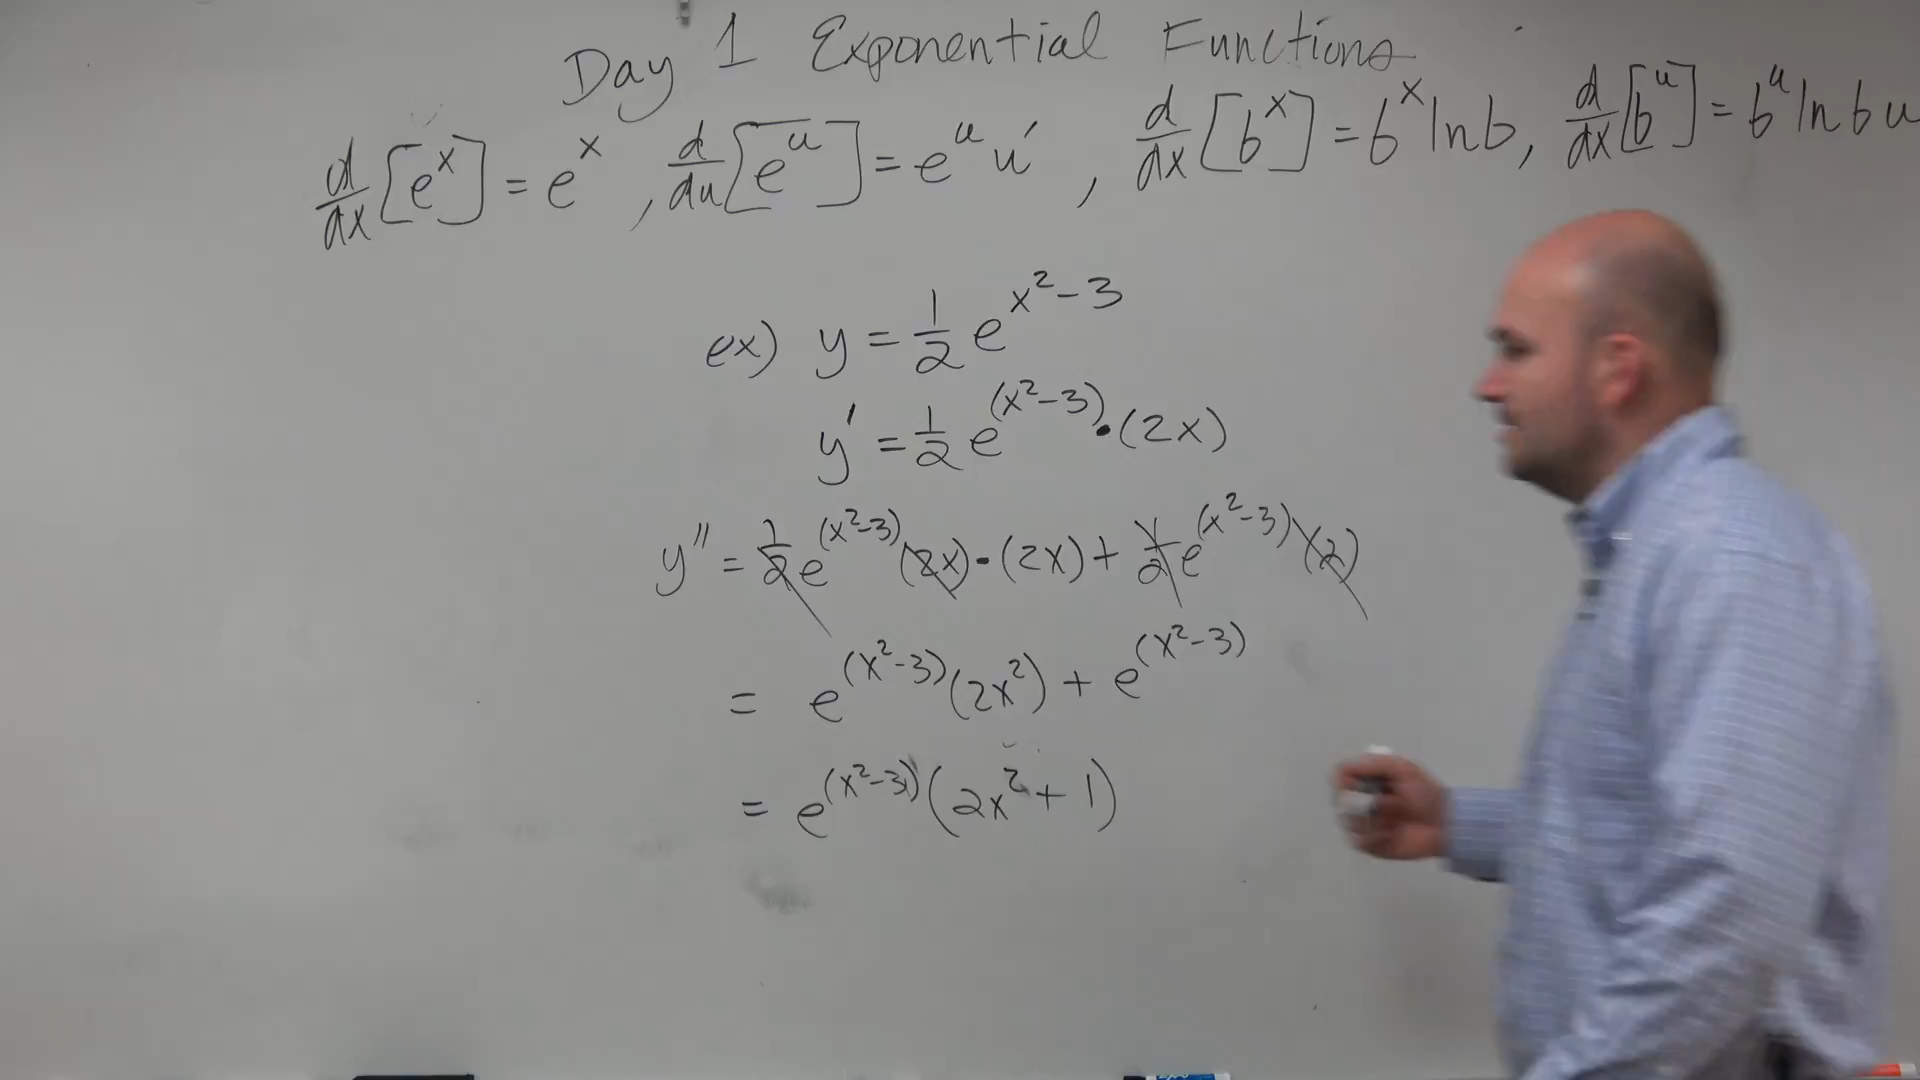 Day 1 Exponential Functions
d/dx [e^x] = e^x , d/du [e^u] = e^u u' , d/dx [b^x] = b^x ln b, d/dx [b^u] = b^u ln b u
ex) y = 1/2 e^(x^2-3)
y' = 1/2 e^(x^2-3) • (2x)
y'' = 1/2 e^(x^2-3) (2x) • (2x) + 1/2 e^(x^2-3) (2)
= e^(x^2-3) (2x^2) + e^(x^2-3)
= e^(x^2-3) (2x^2 + 1)